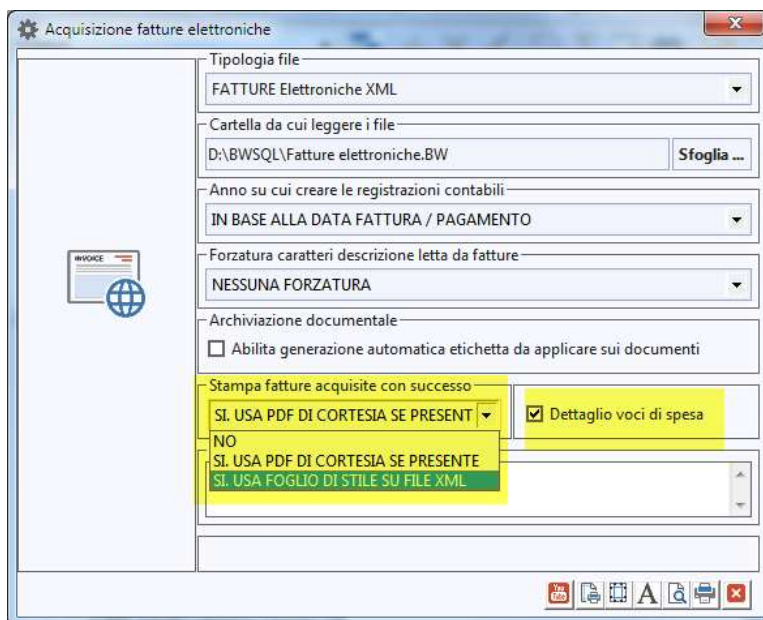 Acquisizione fatture elettroniche
Tipologia file
FATTURE Elettroniche XML
Cartella da cui leggere i file
D:\BWSQL\Fatture elettroniche.BW
Sfoglia ...
Anno su cui creare le registrazioni contabili
IN BASE ALLA DATA FATTURA / PAGAMENTO
Forzatura caratteri descrizione letta da fatture
NESSUNA FORZATURA
Archiviazione documentale
Abilita generazione automatica etichetta da applicare sui documenti
Stampa fatture acquisite con successo
SI. USA PDF DI CORTESIA SE PRESENT
Dettaglio voci di spesa
NO
SI. USA PDF DI CORTESIA SE PRESENTE
SI. USA FOGLIO DI STILE SU FILE XML
INVOICE
You Tube
A